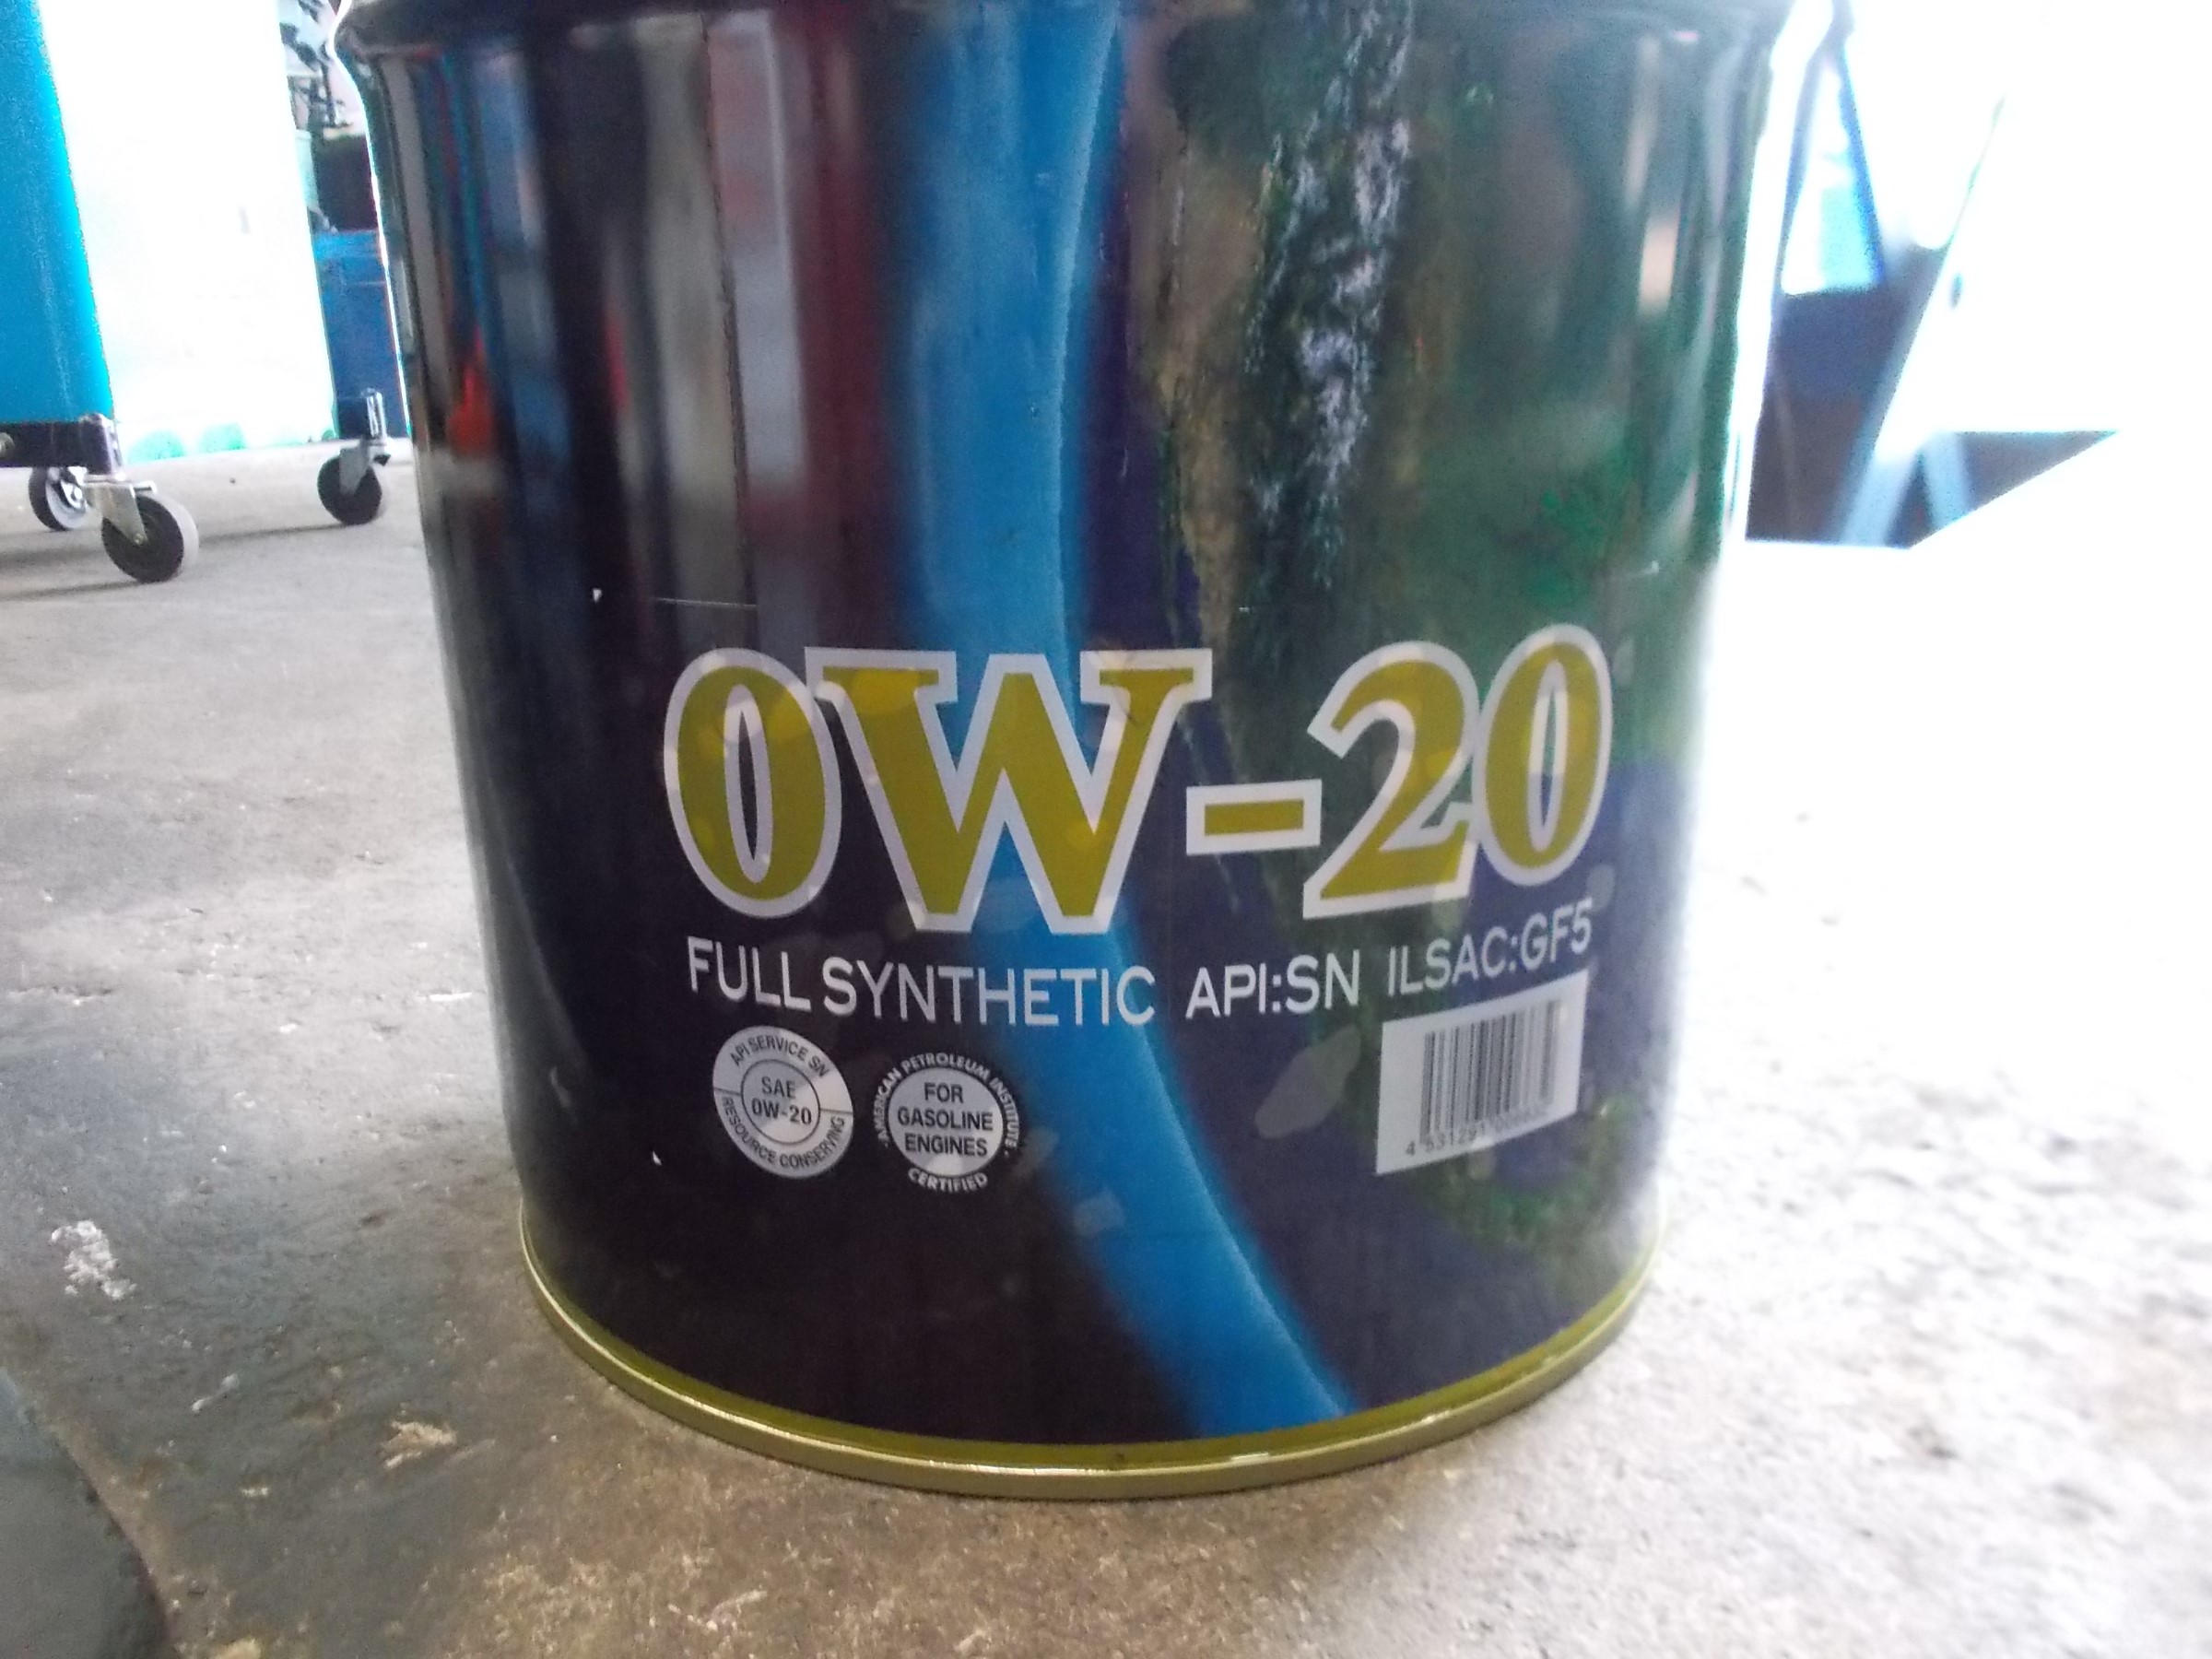 0W-20
FULL SYNTHETIC API:SN ILSAC:GF5
API SERVICE SN
SAE
0W-20
RESOURCE CONSERVING
AMERICAN PETROLEUM INSTITUTE
FOR
GASOLINE
ENGINES
CERTIFIED